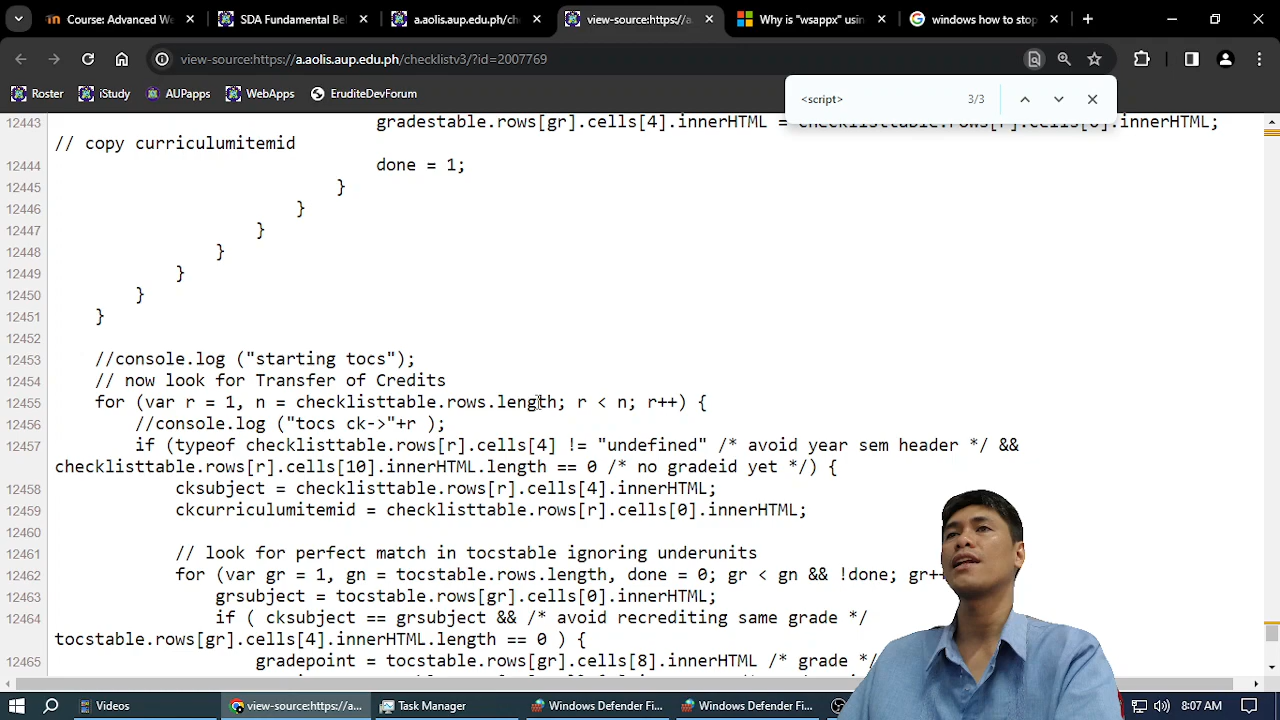 Course: Advanced We
SDA Fundamental Bel
a.aolis.aup.edu.ph/che
view-source:https://a.
Why is "wsappx" usin
windows how to stop
view-source:https://a.aolis.aup.edu.ph/checklistv3/?id=2007769
Roster
iStudy
AUPapps
WebApps
EruditeDevForum
<script>
3/3
12443 gradestable.rows[gr].cells[4].innerHTML = checklisttable.rows[r].cells[0].innerHTML;
// copy curriculumitemid
12444 done = 1;
12445 }
12446 }
12447 }
12448 }
12449 }
12450 }
12451 }
12452
12453 //console.log ("starting tocs");
12454 // now look for Transfer of Credits
12455 for (var r = 1, n = checklisttable.rows.length; r < n; r++) {
12456 //console.log ("tocs ck->"+r );
12457 if (typeof checklisttable.rows[r].cells[4] != "undefined" /* avoid year sem header */ &&
checklisttable.rows[r].cells[10].innerHTML.length == 0 /* no gradeid yet */) {
12458 cksubject = checklisttable.rows[r].cells[4].innerHTML;
12459 ckcurriculumitemid = checklisttable.rows[r].cells[0].innerHTML;
12460
12461 // look for perfect match in tocstable ignoring underunits
12462 for (var gr = 1, gn = tocstable.rows.length, done = 0; gr < gn && !done; gr++
12463 grsubject = tocstable.rows[gr].cells[0].innerHTML;
12464 if ( cksubject == grsubject && /* avoid recrediting same grade */
tocstable.rows[gr].cells[4].innerHTML.length == 0 ) {
12465 gradepoint = tocstable.rows[gr].cells[8].innerHTML /* grade */
Videos
view-source:https://a...
Task Manager
Windows Defender Fi...
Windows Defender Fi...
8:07 AM